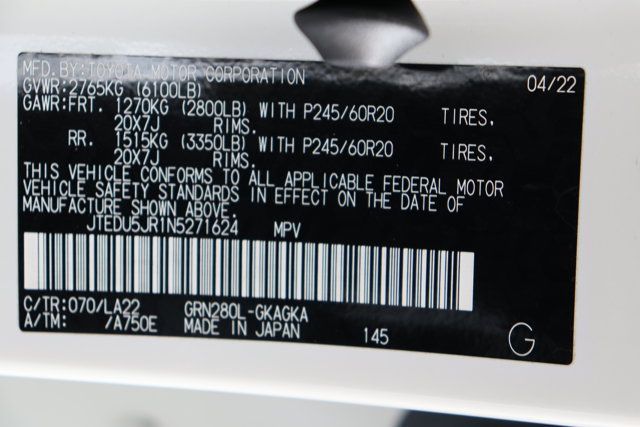 MFD. BY: TOYOTA MOTOR CORPORATION 04/22
GVWR: 2765KG (6100LB)
GAWR: FRT. 1270KG (2800LB) WITH P245/60R20 TIRES,
20X7J RIMS.
RR. 1515KG (3350LB) WITH P245/60R20 TIRES,
20X7J RIMS.
THIS VEHICLE CONFORMS TO ALL APPLICABLE FEDERAL MOTOR
VEHICLE SAFETY STANDARDS IN EFFECT ON THE DATE OF
MANUFACTURE SHOWN ABOVE.
JTEDU5JR1N5271624 MPV
C/TR: 070/LA22 GRN280L-GKAGKA
A/TM: /A750E MADE IN JAPAN 145 G